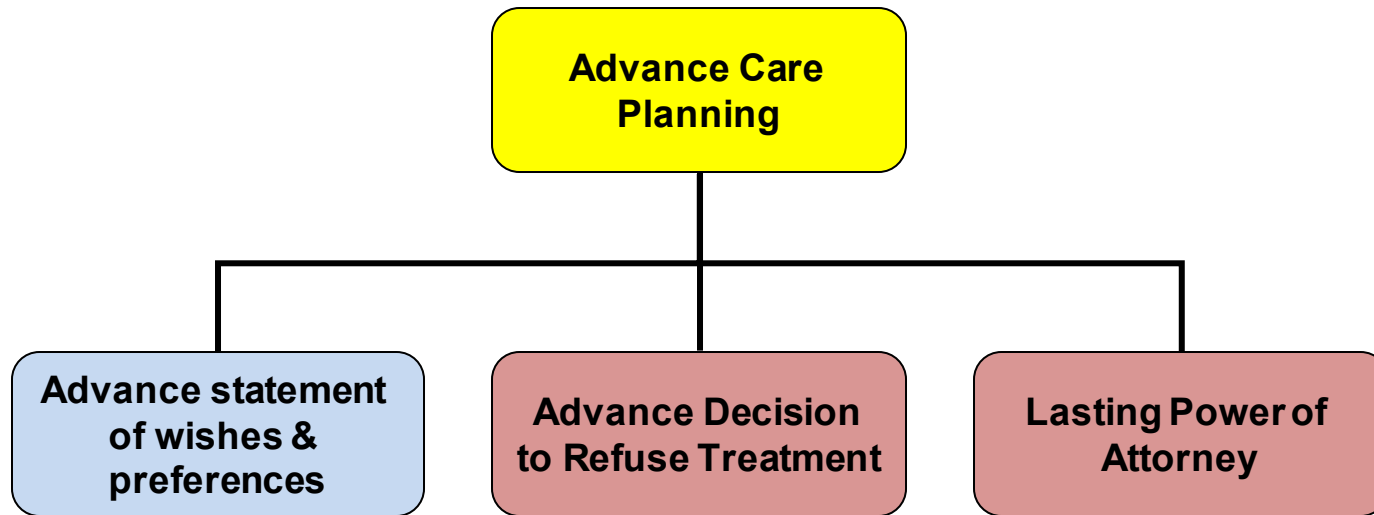 Advance Care
Planning
Advance statement
of wishes &
preferences
Advance Decision
to Refuse Treatment
Lasting Power of
Attorney